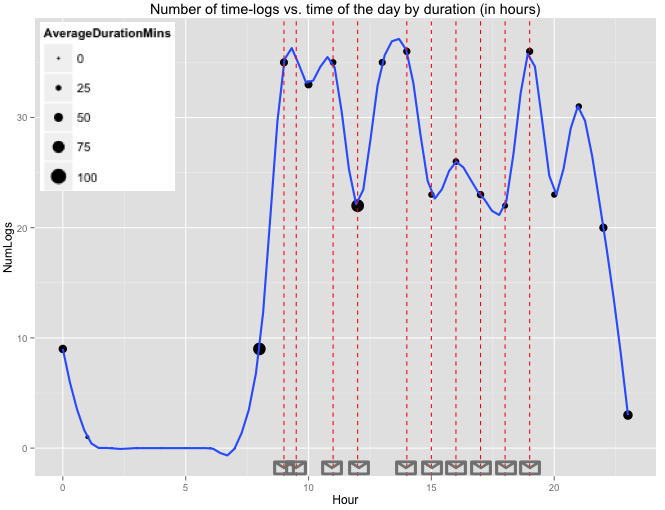 Number of time-logs vs. time of the day by duration (in hours)
AverageDurationMins
0
25
50
75
100
NumLogs
30
20
10
0
0 5 10 15 20
Hour